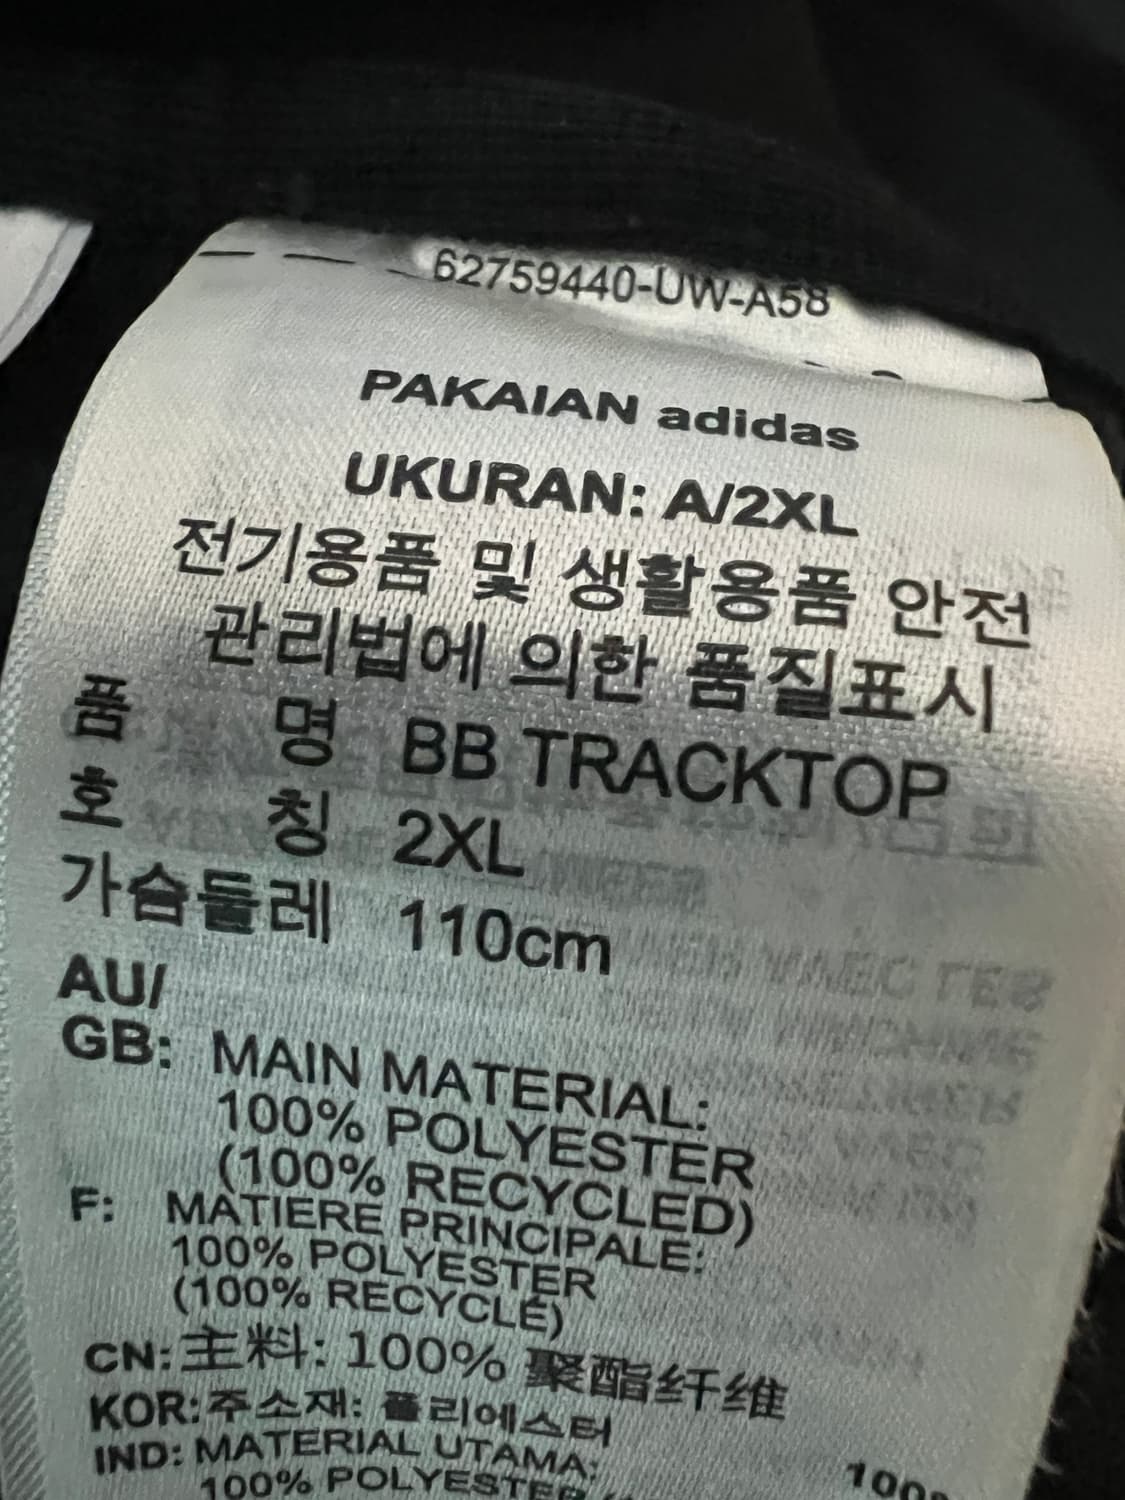 62759440-UW-A58
PAKAIAN adidas
UKURAN: A/2XL
전기용품 및 생활용품 안전
관리법에 의한 품질표시
품 명 BB TRACKTOP
호 칭 2XL
가슴둘레 110cm
AU/
GB: MAIN MATERIAL:
100% POLYESTER
(100% RECYCLED)
F: MATIERE PRINCIPALE:
100% POLYESTER
(100% RECYCLÉ)
CN: 主料: 100% 聚酯纤维
KOR: 주소재: 폴리에스터
IND: MATERIAL UTAMA:
100% POLYESTER